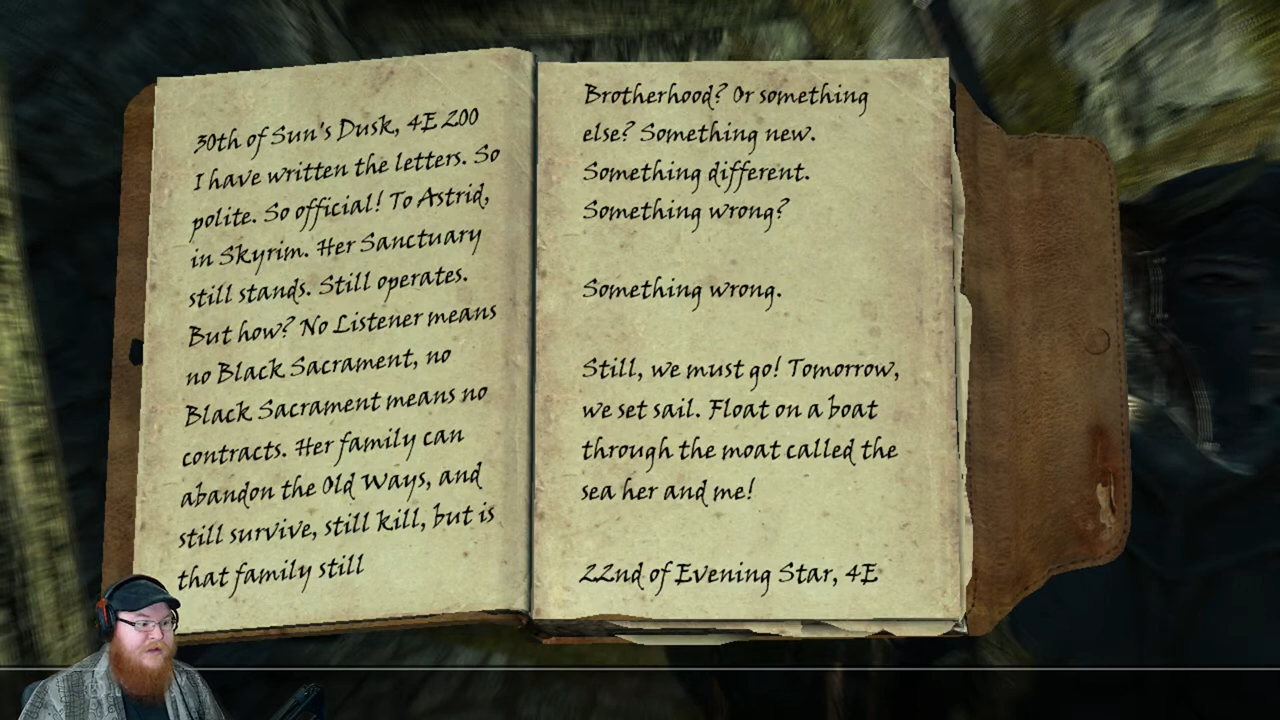 30th of Sun's Dusk, 4E 200
I have written the letters. So
polite. So official! To Astrid,
in Skyrim. Her Sanctuary
still stands. Still operates.
But how? No Listener means
no Black Sacrament, no
Black Sacrament means no
contracts. Her family can
abandon the Old Ways, and
still survive, still kill, but is
that family still
Brotherhood? Or something
else? Something new.
Something different.
Something wrong?
Something wrong.
Still, we must go! Tomorrow,
we set sail. Float on a boat
through the moat called the
sea her and me!
22nd of Evening Star, 4E